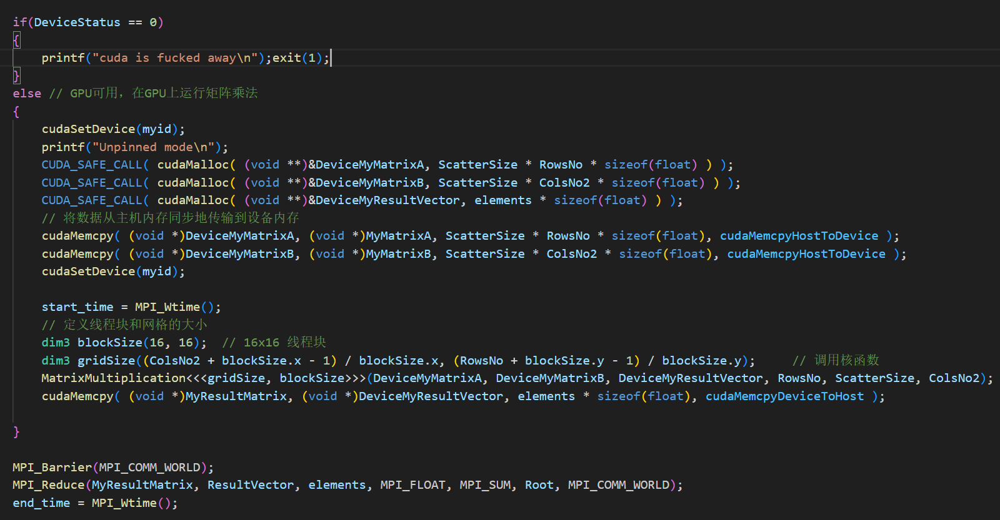 if(DeviceStatus == 0)
{
    printf("cuda is fucked away\n");exit(1);
}
else // GPU可用，在GPU上运行矩阵乘法
{
    cudaSetDevice(myid);
    printf("Unpinned mode\n");
    CUDA_SAFE_CALL( cudaMalloc( (void **)&DeviceMyMatrixA, ScatterSize * RowsNo * sizeof(float) ) );
    CUDA_SAFE_CALL( cudaMalloc( (void **)&DeviceMyMatrixB, ScatterSize * ColsNo2 * sizeof(float) ) );
    CUDA_SAFE_CALL( cudaMalloc( (void **)&DeviceMyResultVector, elements * sizeof(float) ) );
    // 将数据从主机内存同步地传输到设备内存
    cudaMemcpy( (void *)DeviceMyMatrixA, (void *)MyMatrixA, ScatterSize * RowsNo * sizeof(float), cudaMemcpyHostToDevice );
    cudaMemcpy( (void *)DeviceMyMatrixB, (void *)MyMatrixB, ScatterSize * ColsNo2 * sizeof(float), cudaMemcpyHostToDevice );
    cudaSetDevice(myid);
    start_time = MPI_Wtime();
    // 定义线程块和网格的大小
    dim3 blockSize(16, 16);  // 16x16 线程块
    dim3 gridSize((ColsNo2 + blockSize.x - 1) / blockSize.x, (RowsNo + blockSize.y - 1) / blockSize.y);     // 调用核函数
    MatrixMultiplication<<<gridSize, blockSize>>>(DeviceMyMatrixA, DeviceMyMatrixB, DeviceMyResultVector, RowsNo, ScatterSize, ColsNo2);
    cudaMemcpy( (void *)MyResultMatrix, (void *)DeviceMyResultVector, elements * sizeof(float), cudaMemcpyDeviceToHost );
}
MPI_Barrier(MPI_COMM_WORLD);
MPI_Reduce(MyResultMatrix, ResultVector, elements, MPI_FLOAT, MPI_SUM, Root, MPI_COMM_WORLD);
end_time = MPI_Wtime();